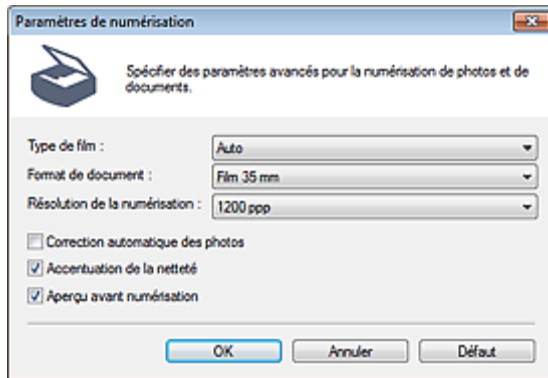 Paramètres de numérisation
Spécifier des paramètres avancés pour la numérisation de photos et de
documents.
Type de film : Auto
Format de document : Film 35 mm
Résolution de la numérisation : 1200 ppp
Correction automatique des photos
Accentuation de la netteté
Aperçu avant numérisation
OK Annuler Défaut